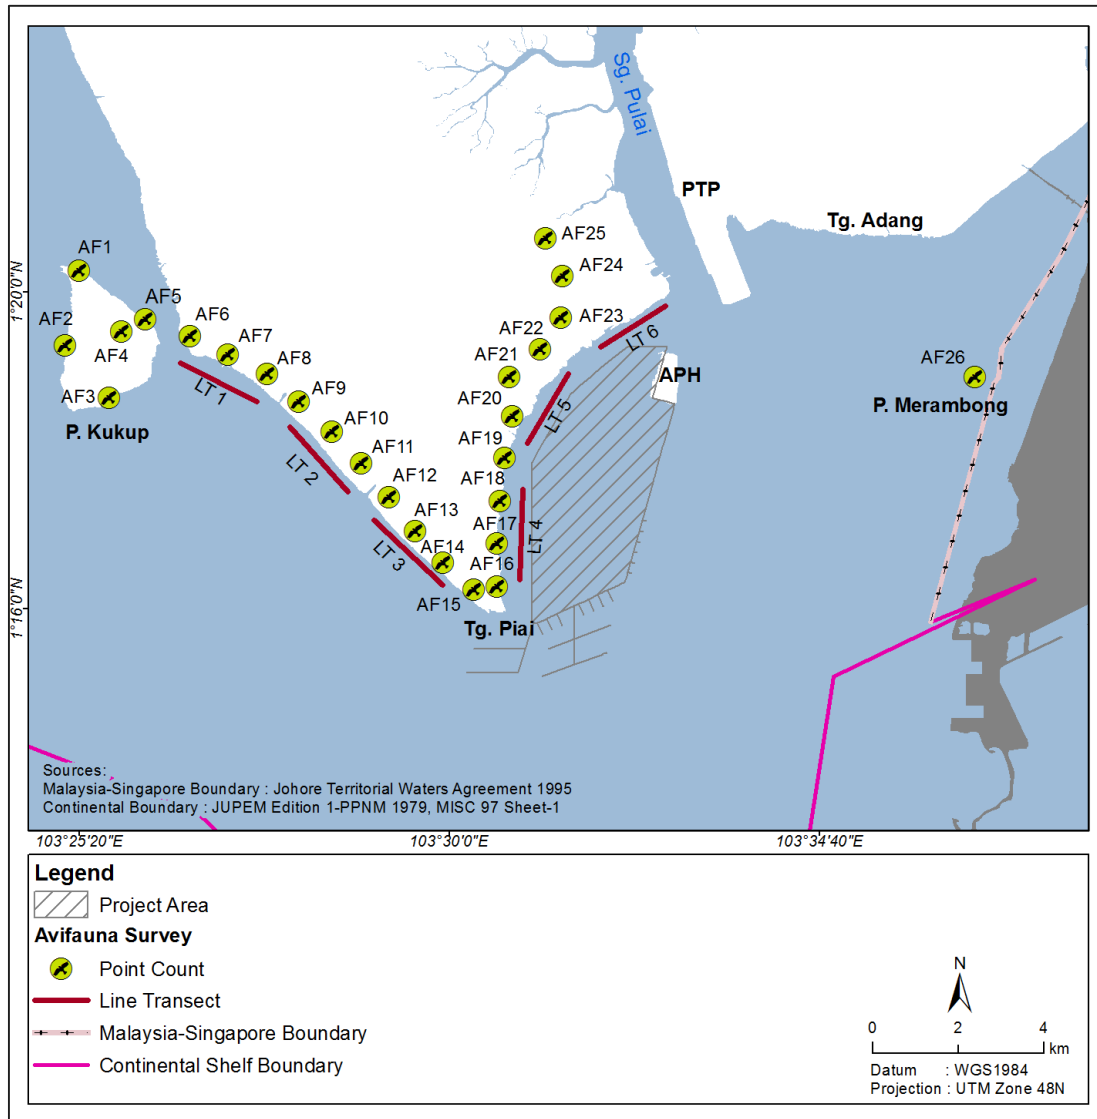 Sg. Pulai
PTP
Tg. Adang
AF1
AF25
AF24
AF5
AF2
AF6
AF23
AF4
AF7
AF22
LT 6
AF8
AF21
AF26
APH
LT 1
AF3
AF9
AF20
LT 5
P. Merambong
P. Kukup
AF10
AF11
AF19
LT 2
AF12
AF18
AF13
AF17
LT 4
AF14
LT 3
AF16
AF15
Tg. Piai
1°20'0"N
1°16'0"N
Sources:
Malaysia-Singapore Boundary : Johore Territorial Waters Agreement 1995
Continental Boundary : JUPEM Edition 1-PPNM 1979, MISC 97 Sheet-1
103°25'20"E
103°30'0"E
103°34'40"E
Legend
Project Area
Avifauna Survey
Point Count
Line Transect
Malaysia-Singapore Boundary
Continental Shelf Boundary
N
0 2 4
km
Datum : WGS1984
Projection : UTM Zone 48N